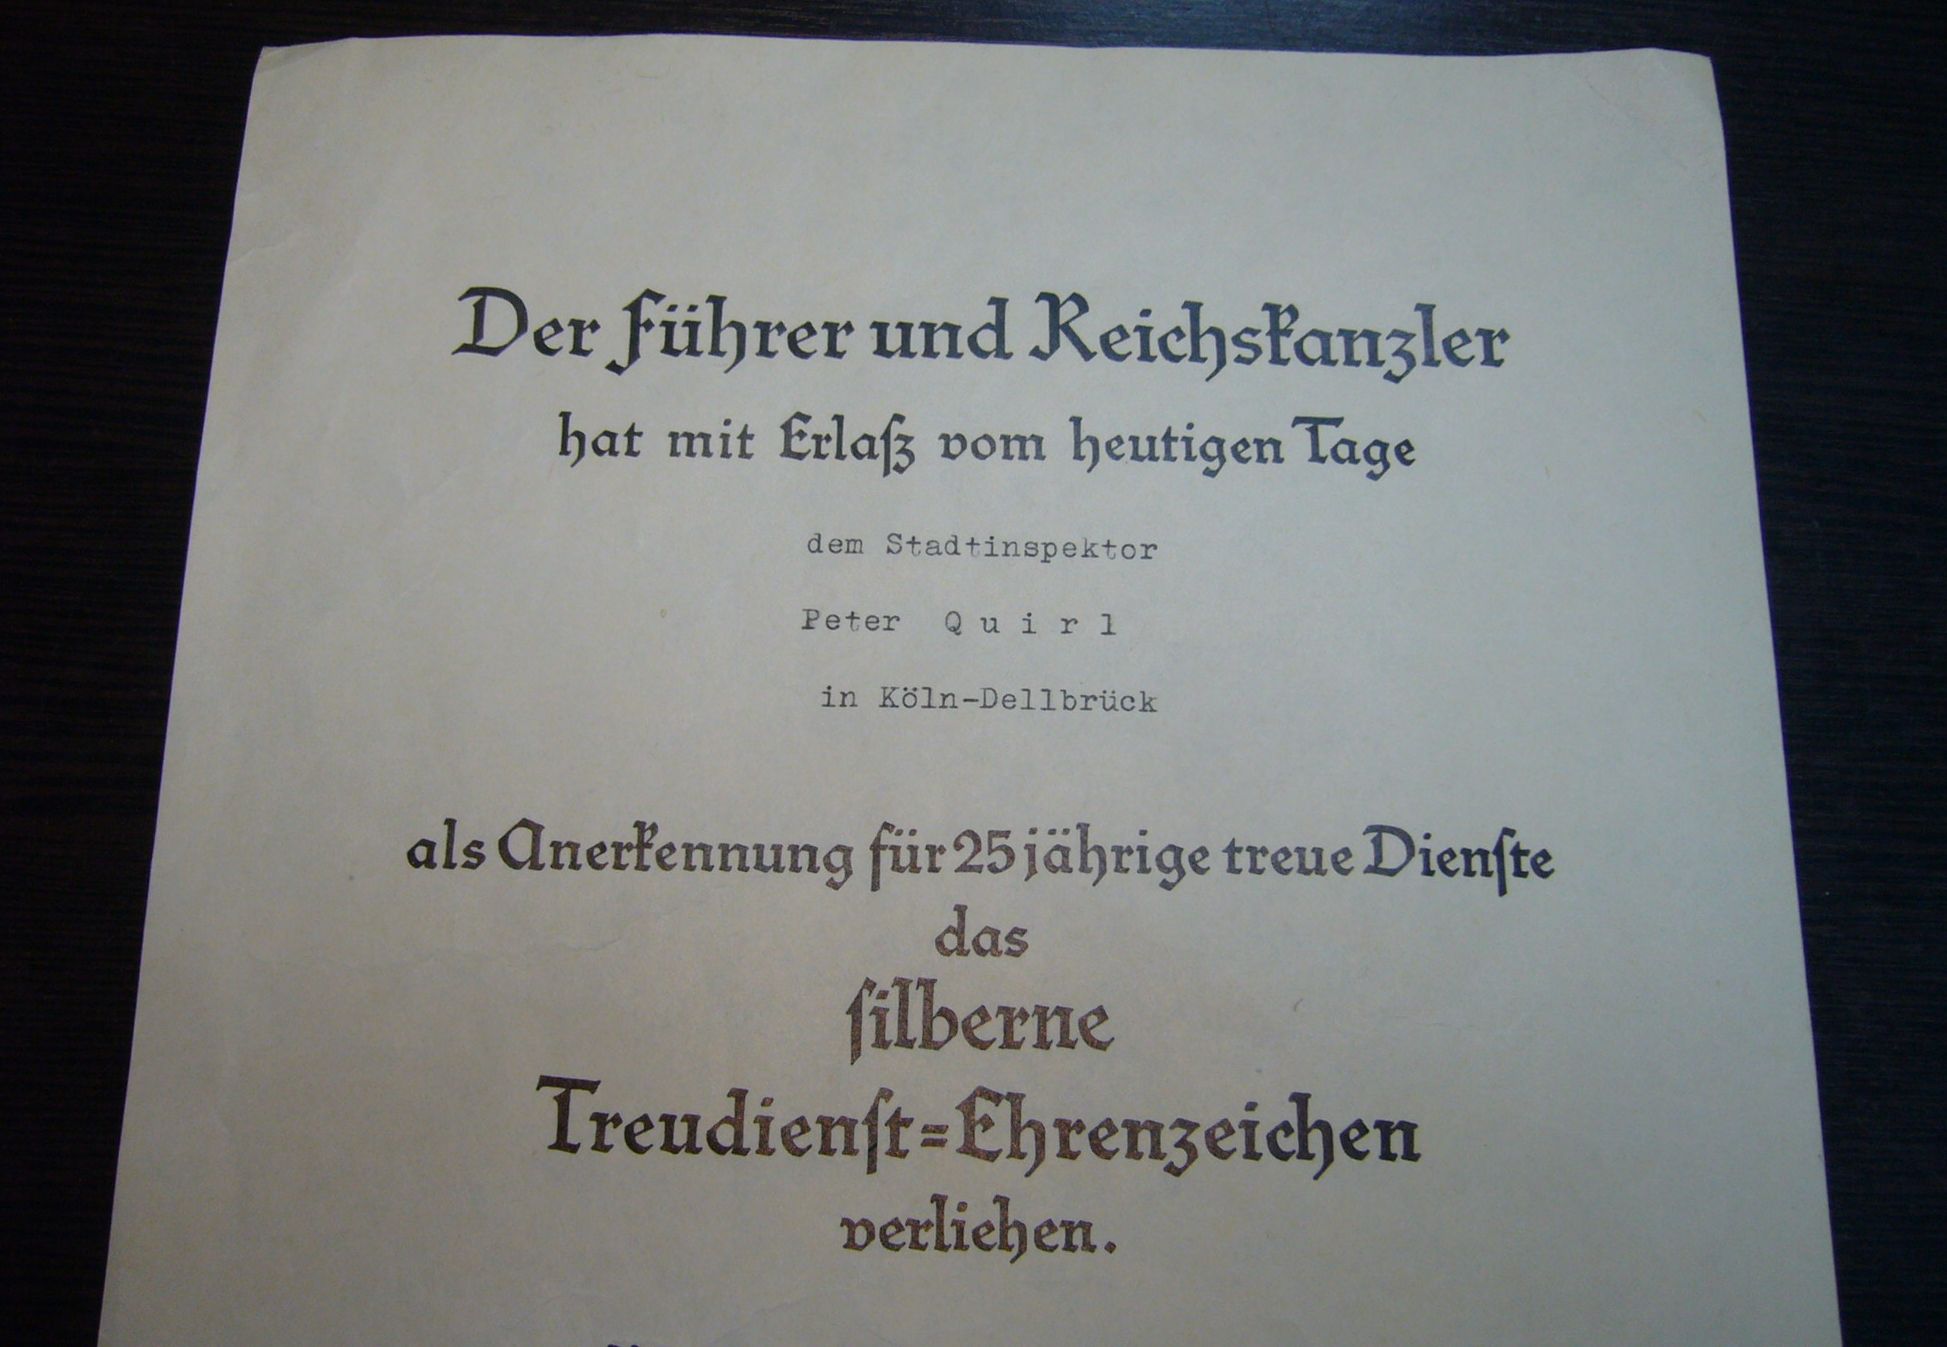 Der Führer und Reichskanzler
hat mit Erlaß vom heutigen Tage
dem Stadtinspektor
Peter Q u i r l
in Köln-Dellbrück
als Anerkennung für 25jährige treue Dienſte
das
ſilberne
Treudienſt=Ehrenzeichen
verliehen.